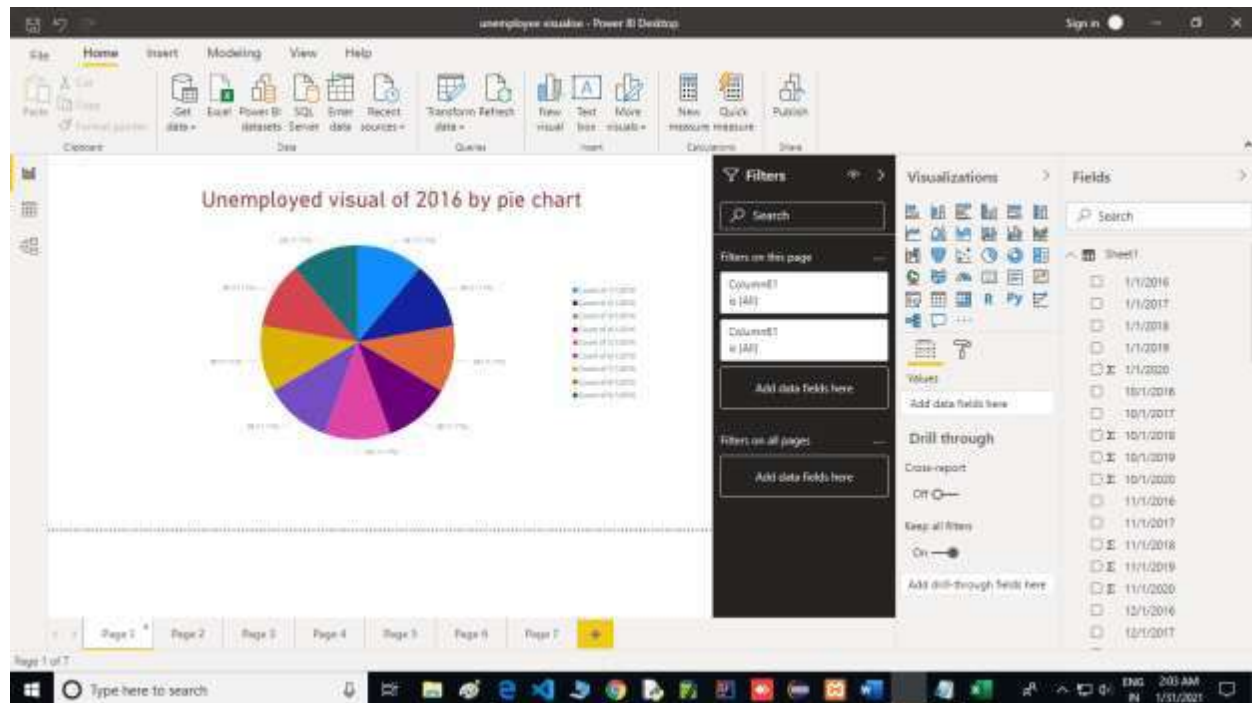 unemployee visualise - Power BI Desktop
Sign in
File Home Insert Modeling View Help
Paste
Cut
Copy
Format painter
Get data
Excel
Power BI datasets
SQL Server
Enter data
Recent sources
Transform data
Refresh
New visual
Text box
More visuals
New measure
Quick measure
Publish
Clipboard
Data
Queries
Insert
Calculations
Share
Unemployed visual of 2016 by pie chart
Filters
Search
Filters on this page
is (All)
is (All)
Add data fields here
Filters on all pages
Add data fields here
Visualizations
R Py
Values
Add data fields here
Drill through
Cross-report
Off
Keep all filters
On
Add drill-through fields here
Fields
Search
Sheet1
1/1/2016
1/1/2017
1/1/2018
1/1/2019
Σ 1/1/2020
10/1/2016
10/1/2017
Σ 10/1/2018
Σ 10/1/2019
Σ 10/1/2020
11/1/2016
11/1/2017
Σ 11/1/2018
Σ 11/1/2019
Σ 11/1/2020
12/1/2016
12/1/2017
Page 1 Page 2 Page 3 Page 4 Page 5 Page 6 Page 7
Page 1 of 7
Type here to search
ENG IN
2:03 AM
1/31/2021